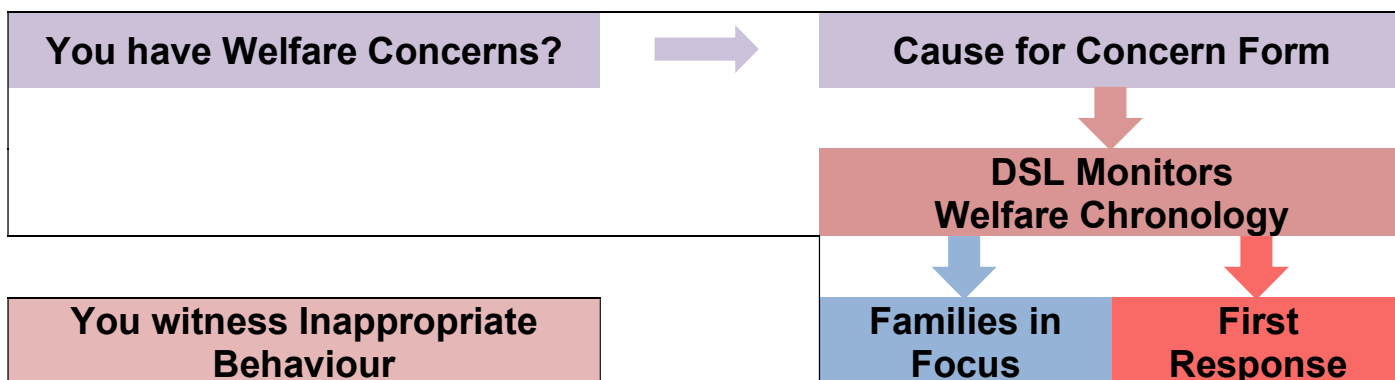 You have Welfare Concerns?
Cause for Concern Form
DSL Monitors
Welfare Chronology
You witness Inappropriate
Behaviour
Families in
Focus
First
Response